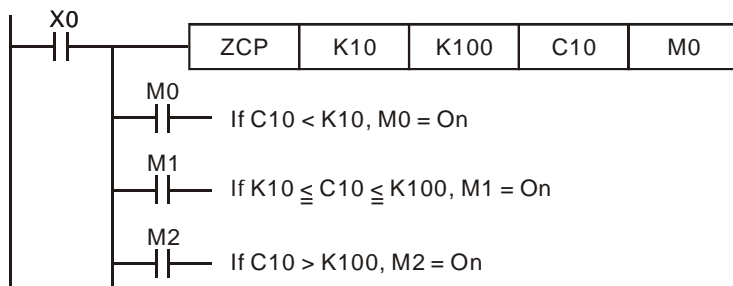 X0
ZCP K10 K100 C10 M0
M0
If C10 < K10, M0 = On
M1
If K10 ≦ C10 ≦ K100, M1 = On
M2
If C10 > K100, M2 = On